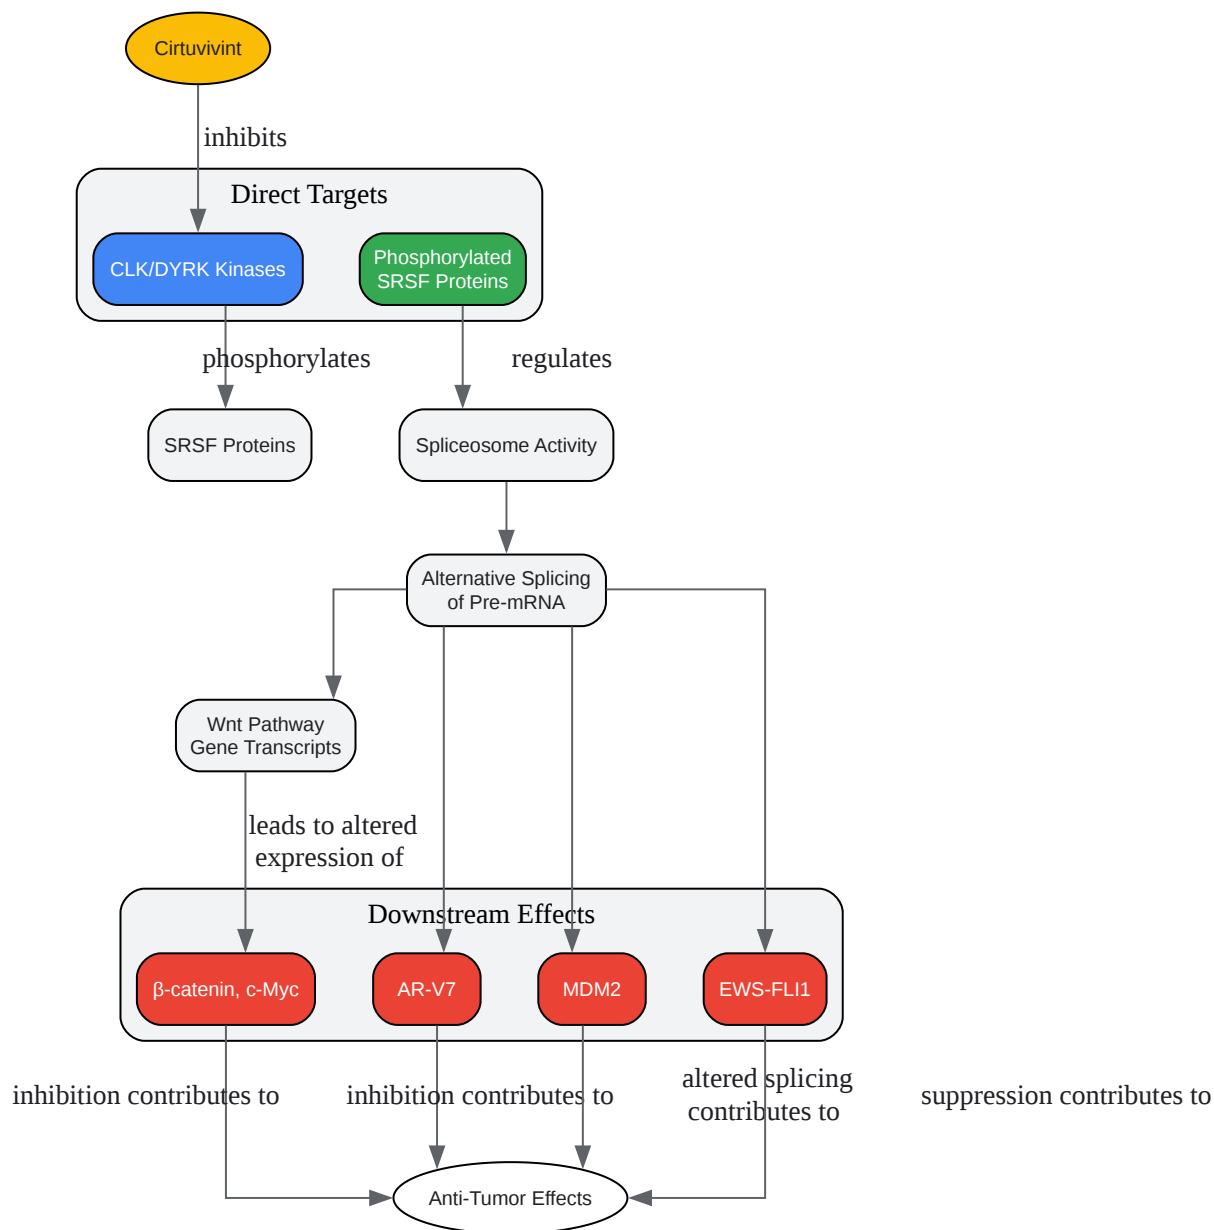 Cirtuvivint
inhibits
Direct Targets
CLK/DYRK Kinases
Phosphorylated
SRSF Proteins
phosphorylates
regulates
SRSF Proteins
Spliceosome Activity
Alternative Splicing
of Pre-mRNA
Wnt Pathway
Gene Transcripts
leads to altered
expression of
Downstream Effects
β-catenin, c-Myc
AR-V7
MDM2
EWS-FLI1
inhibition contributes to
inhibition contributes to
altered splicing
contributes to
suppression contributes to
Anti-Tumor Effects